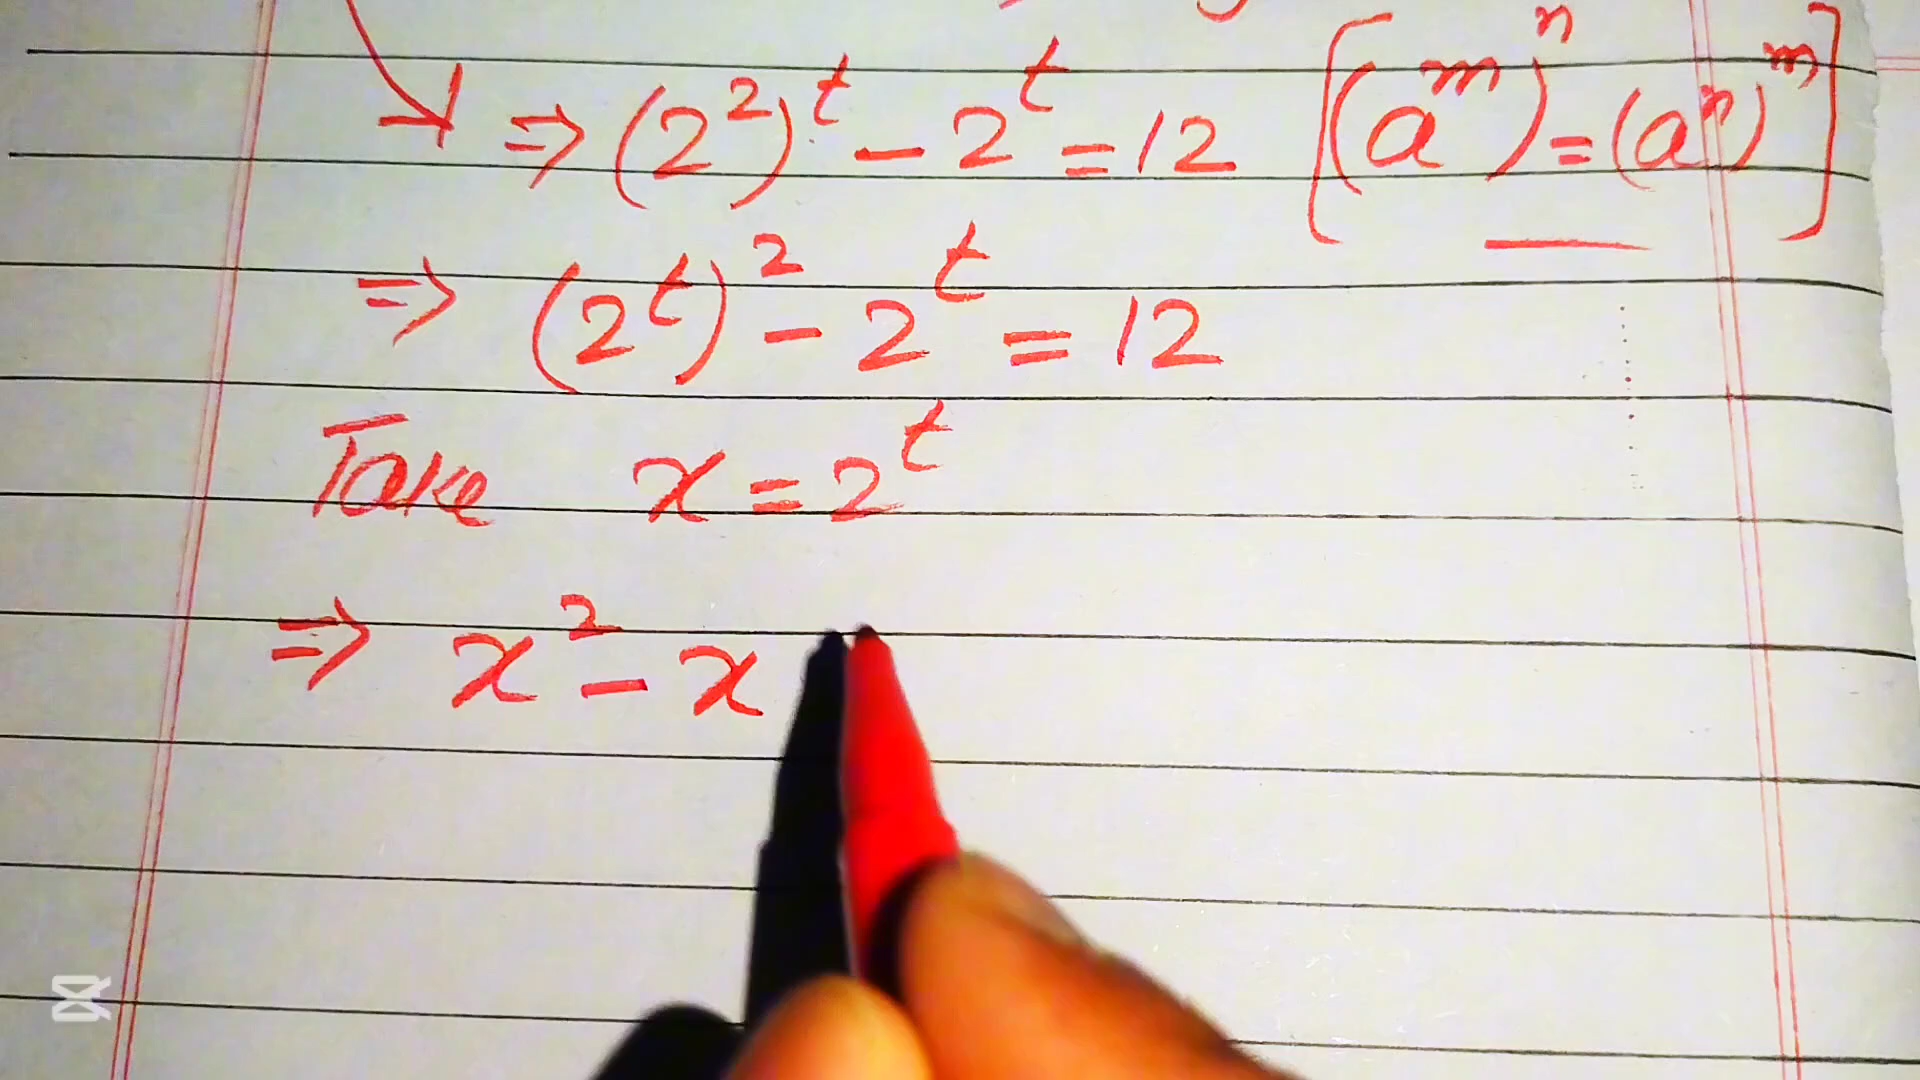 ⇒ (2²)ᵗ - 2ᵗ = 12 [(aᵐ)ⁿ = (aⁿ)ᵐ]
⇒ (2ᵗ)² - 2ᵗ = 12
Take x = 2ᵗ
⇒ x² - x